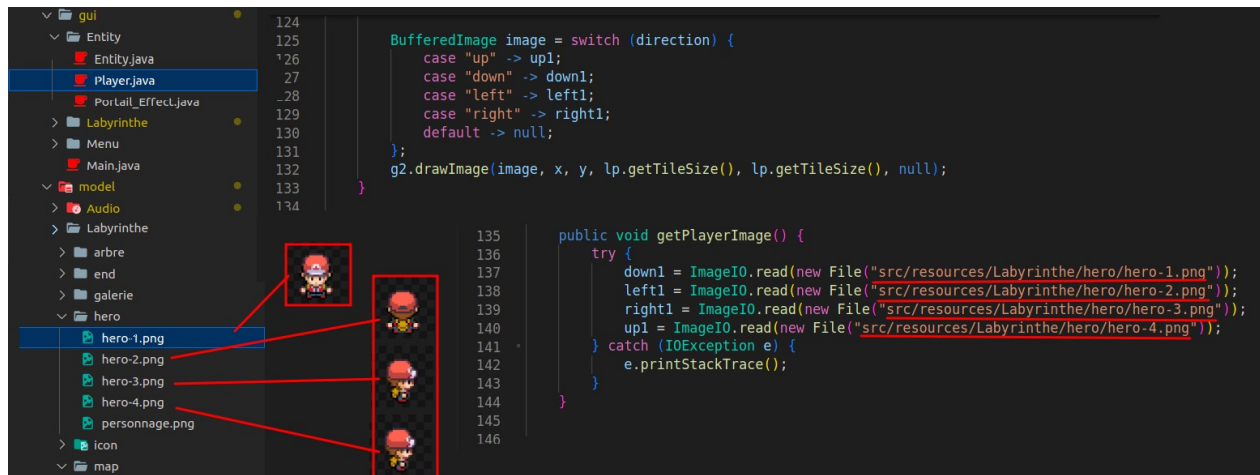 gui
Entity
Entity.java
Player.java
Portail_Effect.java
Labyrinthe
Menu
Main.java
model
Audio
Labyrinthe
arbre
end
galerie
hero
hero-1.png
hero-2.png
hero-3.png
hero-4.png
personnage.png
icon
map
124
125 BufferedImage image = switch (direction) {
126 case "up" -> up1;
27 case "down" -> down1;
28 case "left" -> left1;
129 case "right" -> right1;
130 default -> null;
131 };
132 g2.drawImage(image, x, y, lp.getTileSize(), lp.getTileSize(), null);
133 }
134
135 public void getPlayerImage() {
136 try {
137 down1 = ImageIO.read(new File("src/resources/Labyrinthe/hero/hero-1.png"));
138 left1 = ImageIO.read(new File("src/resources/Labyrinthe/hero/hero-2.png"));
139 right1 = ImageIO.read(new File("src/resources/Labyrinthe/hero/hero-3.png"));
140 up1 = ImageIO.read(new File("src/resources/Labyrinthe/hero/hero-4.png"));
141 } catch (IOException e) {
142 e.printStackTrace();
143 }
144 }
145
146